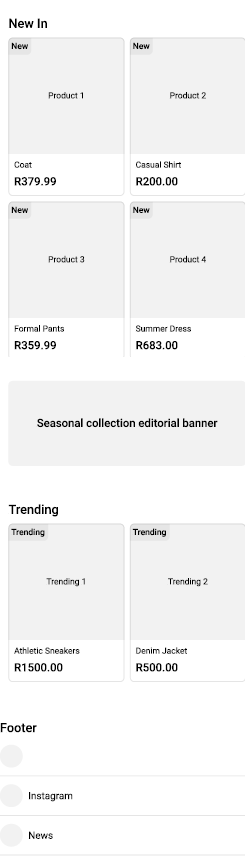 New In
New
New
Product 1
Product 2
Coat
Casual Shirt
R379.99
R200.00
New
New
Product 3
Product 4
Formal Pants
Summer Dress
R359.99
R683.00
Seasonal collection editorial banner
Trending
Trending
Trending
Trending 1
Trending 2
Athletic Sneakers
Denim Jacket
R1500.00
R500.00
Footer
Instagram
News